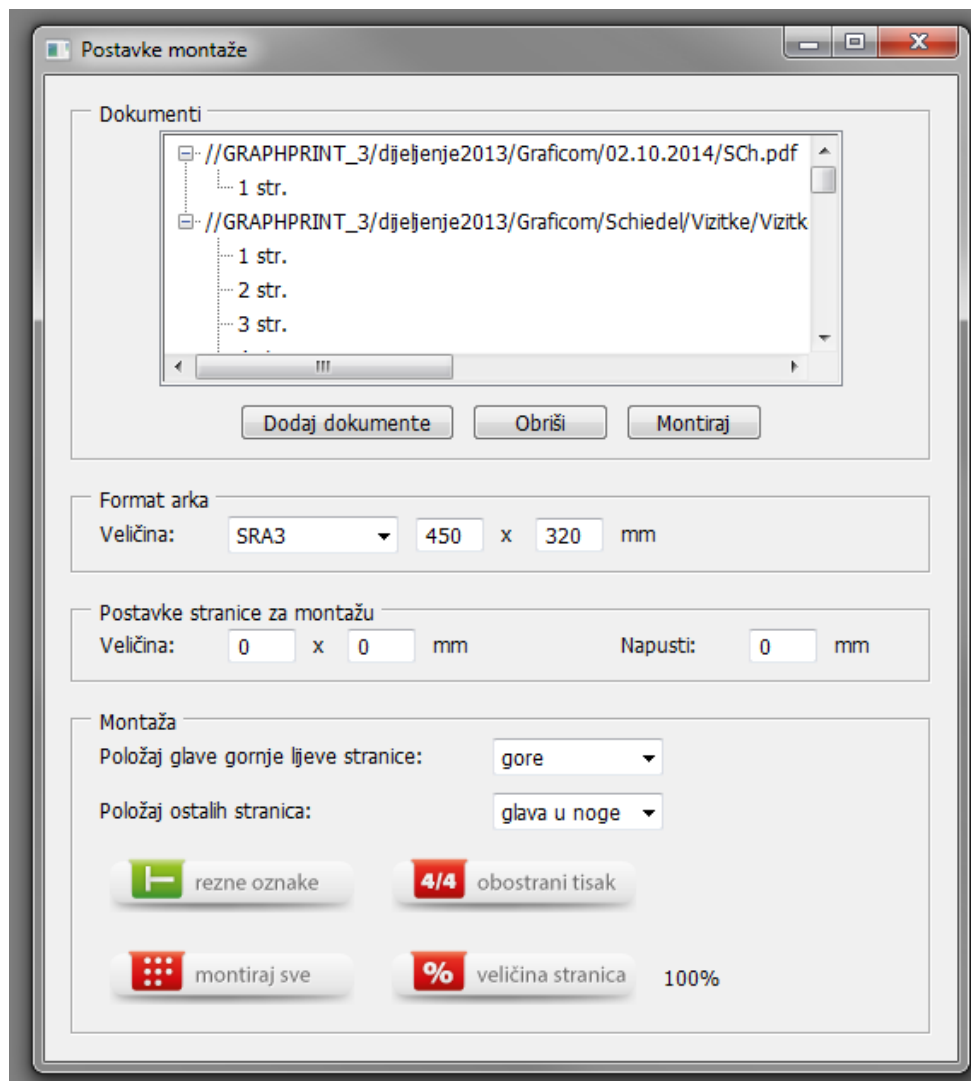 Postavke montaže
Dokumenti
//GRAPHPRINT_3/dijeljenje2013/Graficom/02.10.2014/SCh.pdf
1 str.
//GRAPHPRINT_3/dijeljenje2013/Graficom/Schiedel/Vizitke/Vizitk
1 str.
2 str.
3 str.
Dodaj dokumente Obriši Montiraj
Format arka
Veličina: SRA3 450 x 320 mm
Postavke stranice za montažu
Veličina: 0 x 0 mm Napusti: 0 mm
Montaža
Položaj glave gornje lijeve stranice: gore
Položaj ostalih stranica: glava u noge
rezne oznake 4/4 obostrani tisak
montiraj sve % veličina stranica 100%